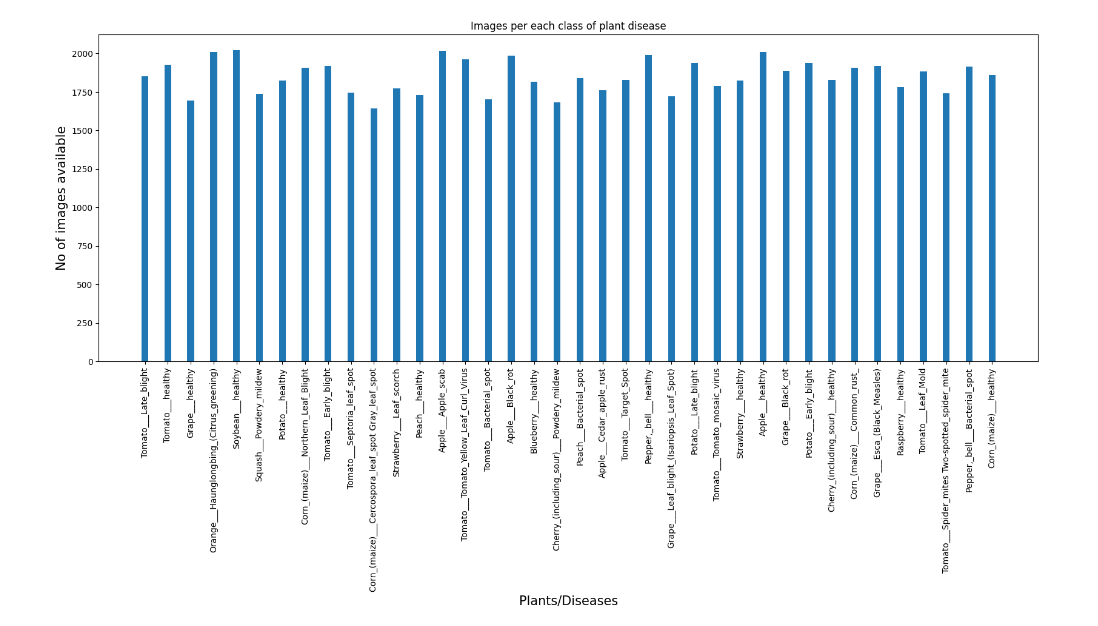 Images per each class of plant disease
No of images available
2000
1750
1500
1250
1000
750
500
250
0
Tomato___Late_blight
Tomato___healthy
Grape___healthy
Orange___Haunglongbing_(Citrus_greening)
Soybean___healthy
Squash___Powdery_mildew
Potato___healthy
Corn_(maize)___Northern_Leaf_Blight
Tomato___Early_blight
Tomato___Septoria_leaf_spot
Corn_(maize)___Cercospora_leaf_spot Gray_leaf_spot
Strawberry___Leaf_scorch
Peach___healthy
Apple___Apple_scab
Tomato___Tomato_Yellow_Leaf_Curl_Virus
Tomato___Bacterial_spot
Apple___Black_rot
Blueberry___healthy
Cherry_(including_sour)___Powdery_mildew
Peach___Bacterial_spot
Apple___Cedar_apple_rust
Tomato___Target_Spot
Pepper,_bell___healthy
Grape___Leaf_blight_(Isariopsis_Leaf_Spot)
Potato___Late_blight
Tomato___Tomato_mosaic_virus
Strawberry___healthy
Apple___healthy
Grape___Black_rot
Potato___Early_blight
Cherry_(including_sour)___healthy
Corn_(maize)___Common_rust_
Grape___Esca_(Black_Measles)
Raspberry___healthy
Tomato___Leaf_Mold
Tomato___Spider_mites Two-spotted_spider_mite
Pepper,_bell___Bacterial_spot
Corn_(maize)___healthy
Plants/Diseases